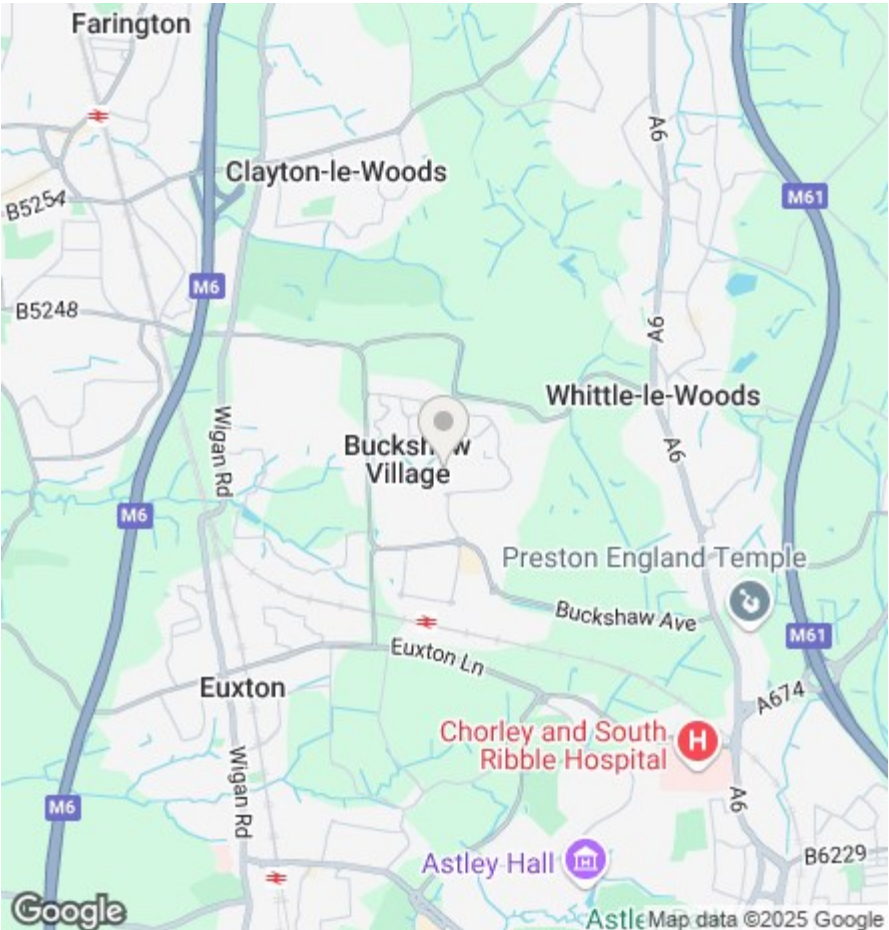 Farington
A6
Clayton-le-Woods
B5254
M61
M6
B5248
A6
Whittle-le-Woods
Wigan Rd
Buckshaw
Village
A6
M6
Preston England Temple
Buckshaw Ave
M61
Euxton Ln
Euxton
A674
Chorley and South
Ribble Hospital
H
Wigan Rd
A6
M6
B6229
Astley Hall
Google
Map data ©2025 Google